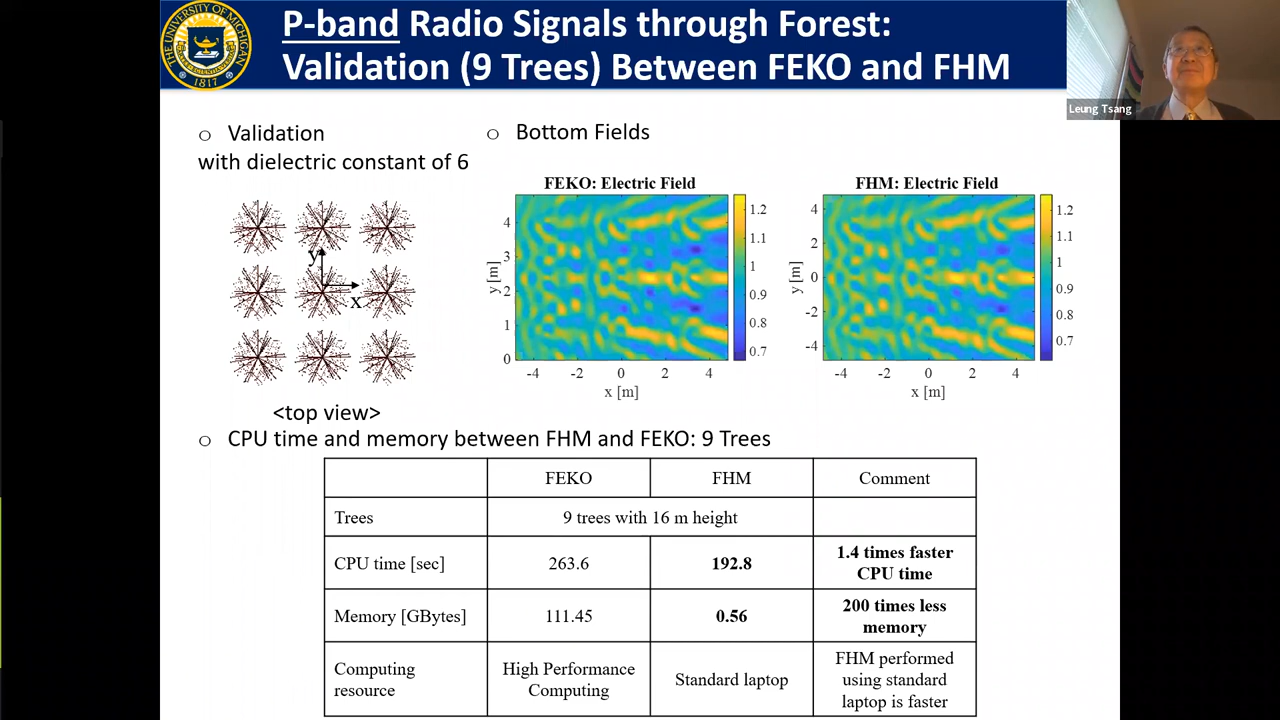 P-band Radio Signals through Forest:
Validation (9 Trees) Between FEKO and FHM
THE UNIVERSITY OF MICHIGAN
1817
Leung Tsang
o Validation
with dielectric constant of 6
y
x
<top view>
o Bottom Fields
FEKO: Electric Field
4
3
2
1
0
y [m]
-4 -2 0 2 4
x [m]
1.2
1.1
1
0.9
0.8
0.7
FHM: Electric Field
4
2
0
-2
-4
y [m]
-4 -2 0 2 4
x [m]
1.2
1.1
1
0.9
0.8
0.7
o CPU time and memory between FHM and FEKO: 9 Trees
FEKO FHM Comment
Trees 9 trees with 16 m height
CPU time [sec] 263.6 192.8 1.4 times faster
CPU time
Memory [GBytes] 111.45 0.56 200 times less
memory
Computing
resource
High Performance
Computing
Standard laptop
FHM performed
using standard
laptop is faster